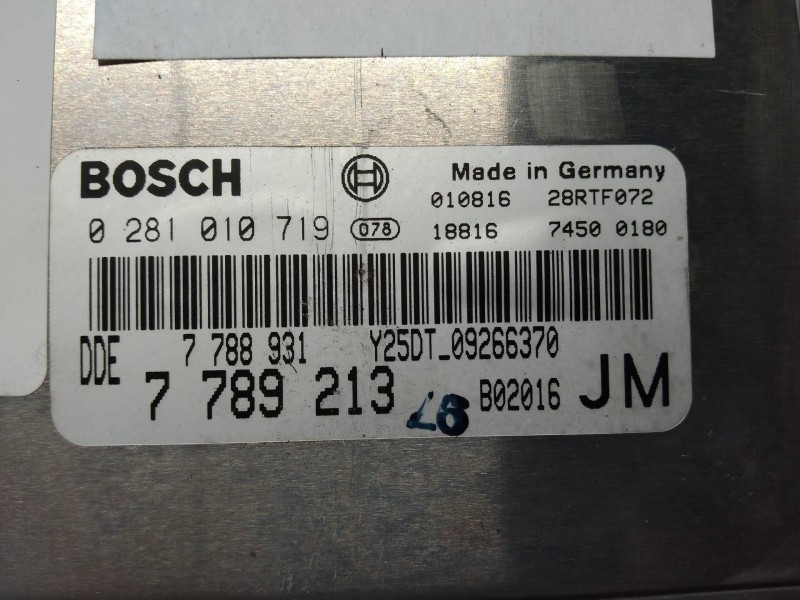 BOSCH Made in Germany
010816 28RTF072
0 281 010 719 078 18816 7450 0180
DDE 7 788 931 Y25DT_09266370
7 789 213 B02016 JM